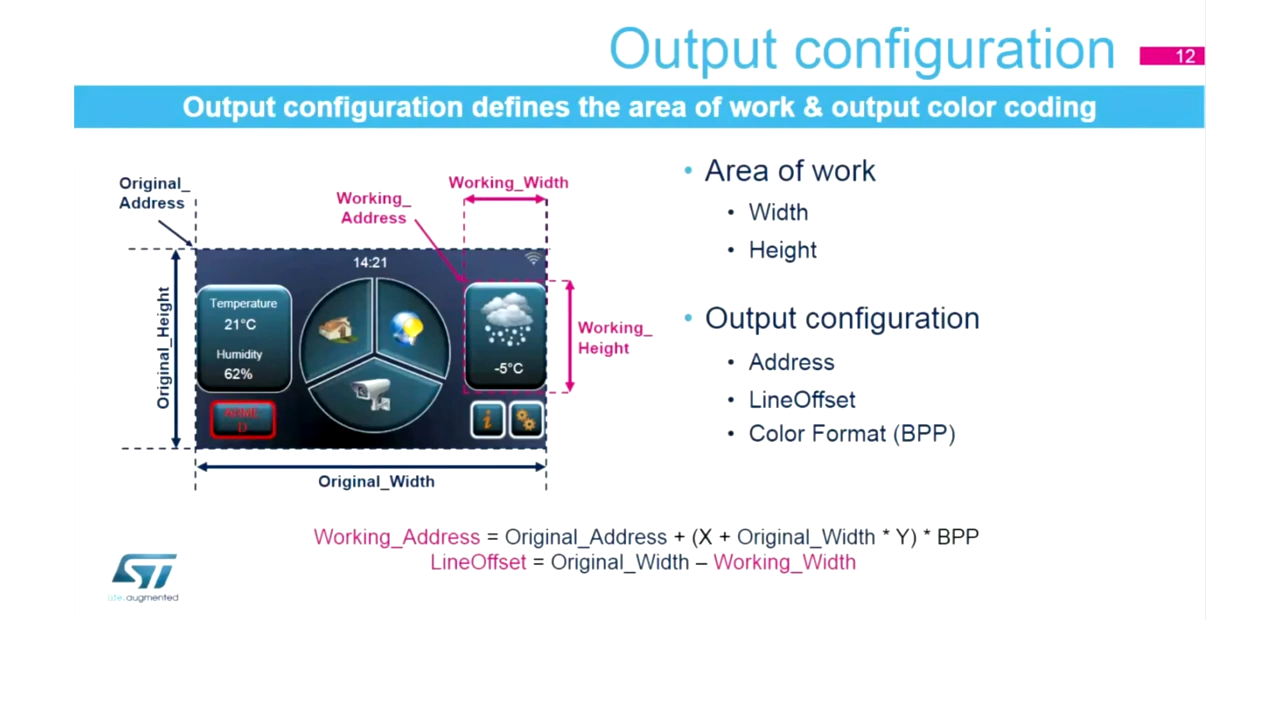 Output configuration
12
Output configuration defines the area of work & output color coding
Original_
Address
Working_
Address
Working_Width
Original_Height
14:21
Temperature
21°C
Humidity
62%
-5°C
ARME
D
i
Working_
Height
Original_Width
• Area of work
• Width
• Height
• Output configuration
• Address
• LineOffset
• Color Format (BPP)
Working_Address = Original_Address + (X + Original_Width * Y) * BPP
LineOffset = Original_Width – Working_Width
ST
life.augmented